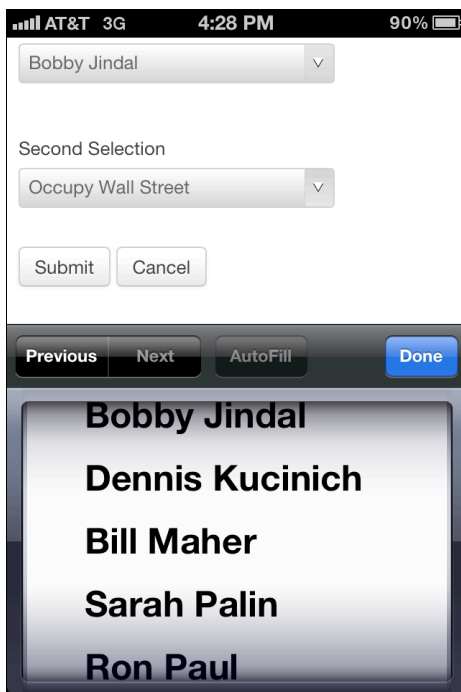 AT&T 3G 4:28 PM 90%
Bobby Jindal
Second Selection
Occupy Wall Street
Submit Cancel
Previous Next AutoFill Done
Bobby Jindal
Dennis Kucinich
Bill Maher
Sarah Palin
Ron Paul